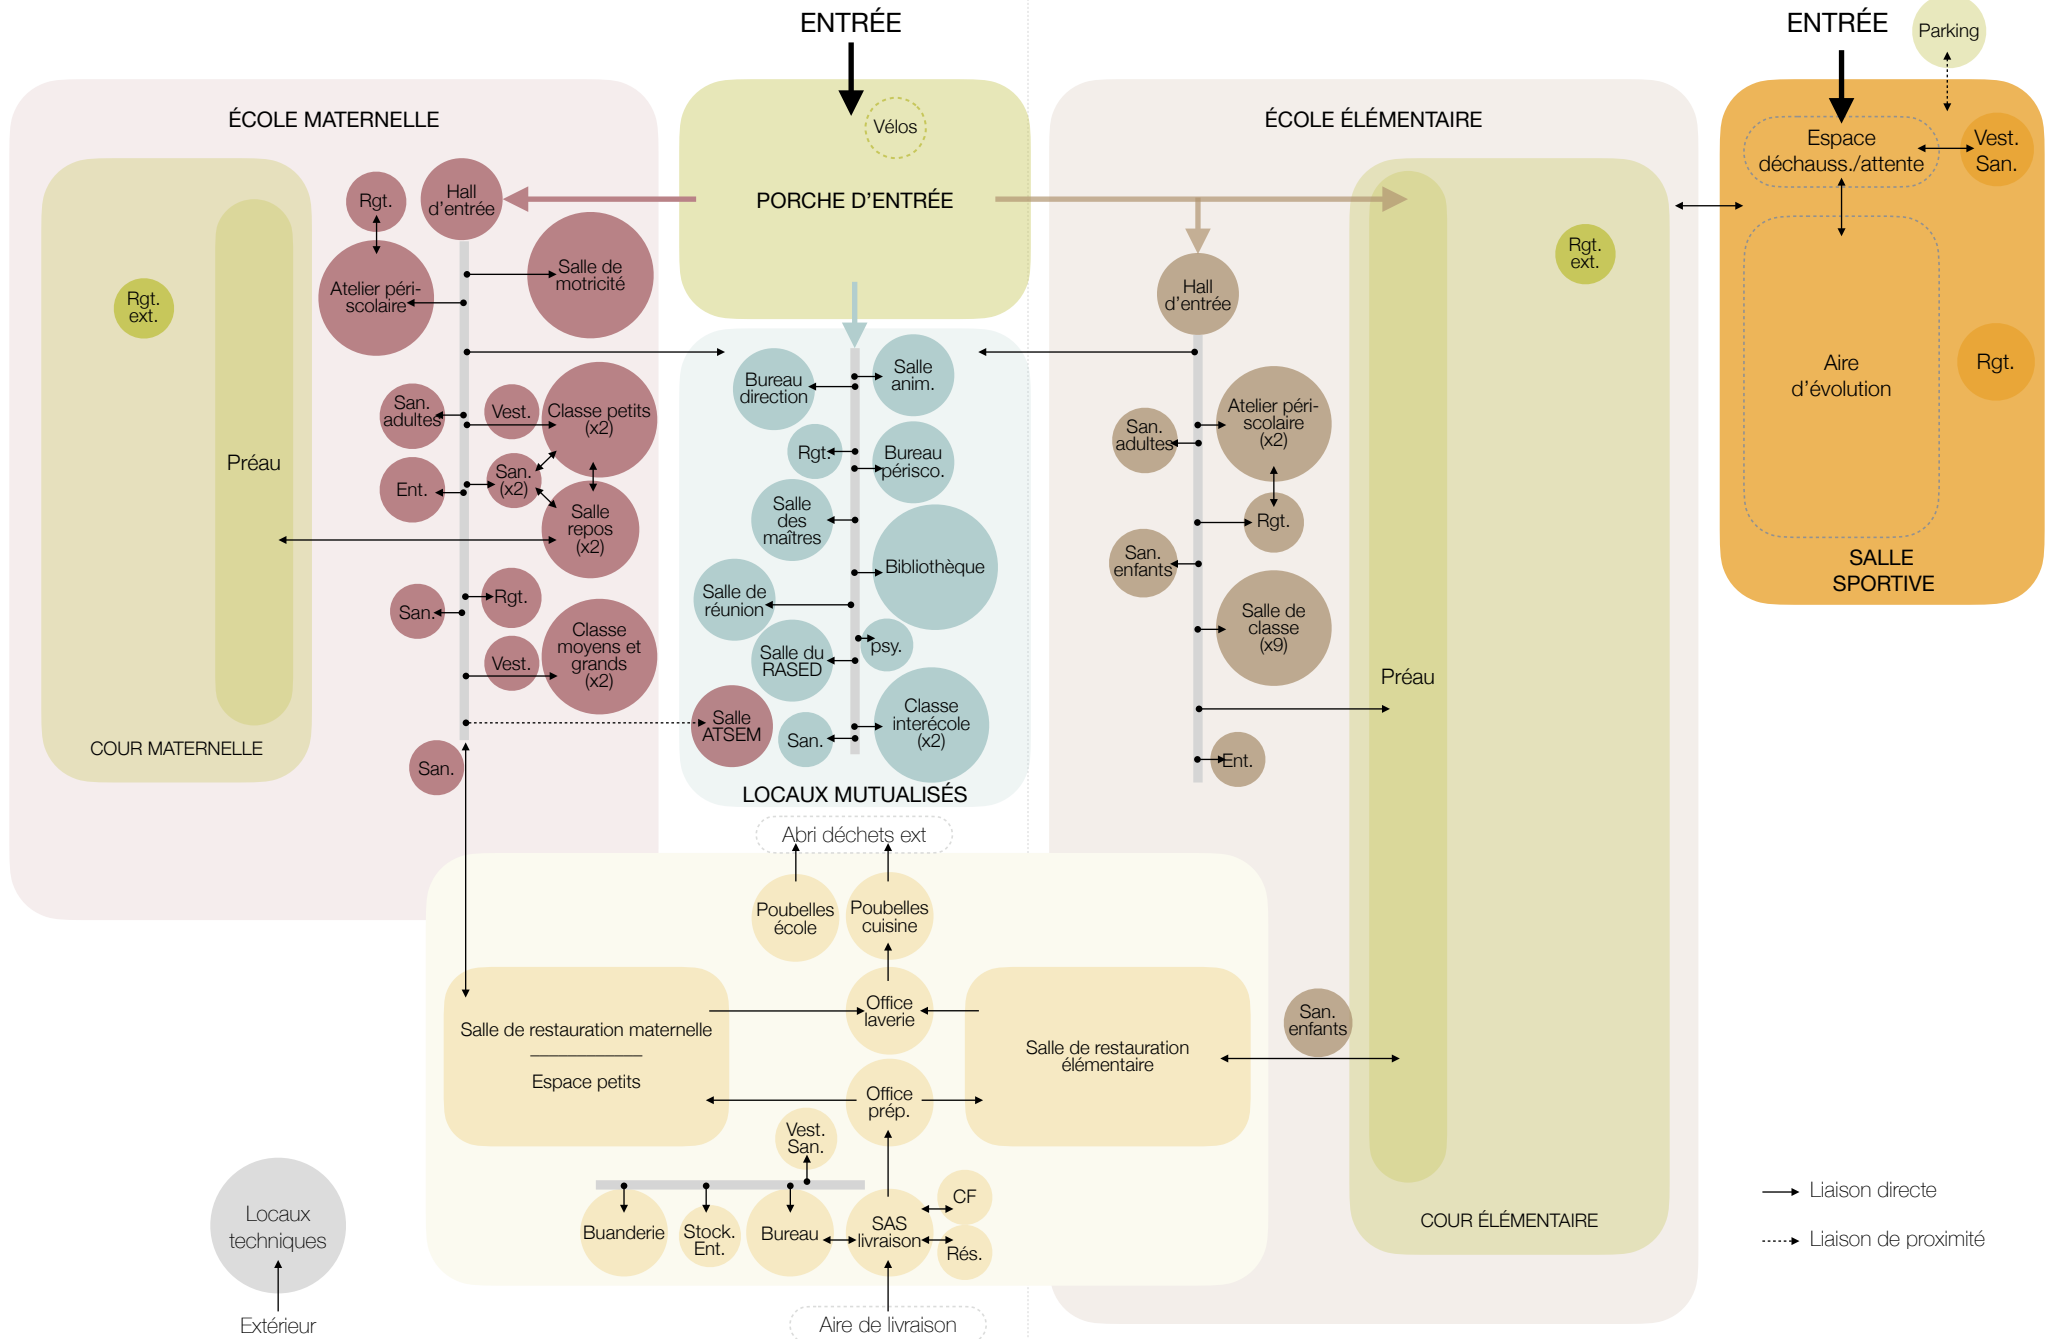 ENTRÉE
ENTRÉE
Parking
ÉCOLE MATERNELLE
Vélos
ÉCOLE ÉLÉMENTAIRE
PORCHE D'ENTRÉE
Espace
déchauss./attente
Vest.
San.
Rgt.
Hall
d'entrée
Salle de
motricité
Atelier péri-
scolaire
Rgt.
ext.
Préau
San.
adultes
Vest.
Classe petits
(x2)
Ent.
San.
(x2)
Salle
repos
(x2)
San.
Rgt.
Vest.
Classe
moyens et
grands
(x2)
COUR MATERNELLE
San.
Bureau
direction
Salle
anim.
Rgt.
Bureau
périsco.
Salle
des
maîtres
Bibliothèque
Salle de
réunion
psy.
Salle du
RASED
Salle
ATSEM
San.
Classe
interécole
(x2)
LOCAUX MUTUALISÉS
Hall
d'entrée
Atelier péri-
scolaire
(x2)
San.
adultes
Rgt.
San.
enfants
Salle de
classe
(x9)
Ent.
Rgt.
ext.
Préau
San.
enfants
COUR ÉLÉMENTAIRE
Aire
d'évolution
Rgt.
SALLE
SPORTIVE
Abri déchets ext
Poubelles
école
Poubelles
cuisine
Salle de restauration maternelle
Espace petits
Office
laverie
Salle de restauration
élémentaire
Office
prép.
Vest.
San.
Buanderie
Stock.
Ent.
Bureau
SAS
livraison
CF
Rés.
Aire de livraison
Locaux
techniques
Extérieur
Liaison directe
Liaison de proximité